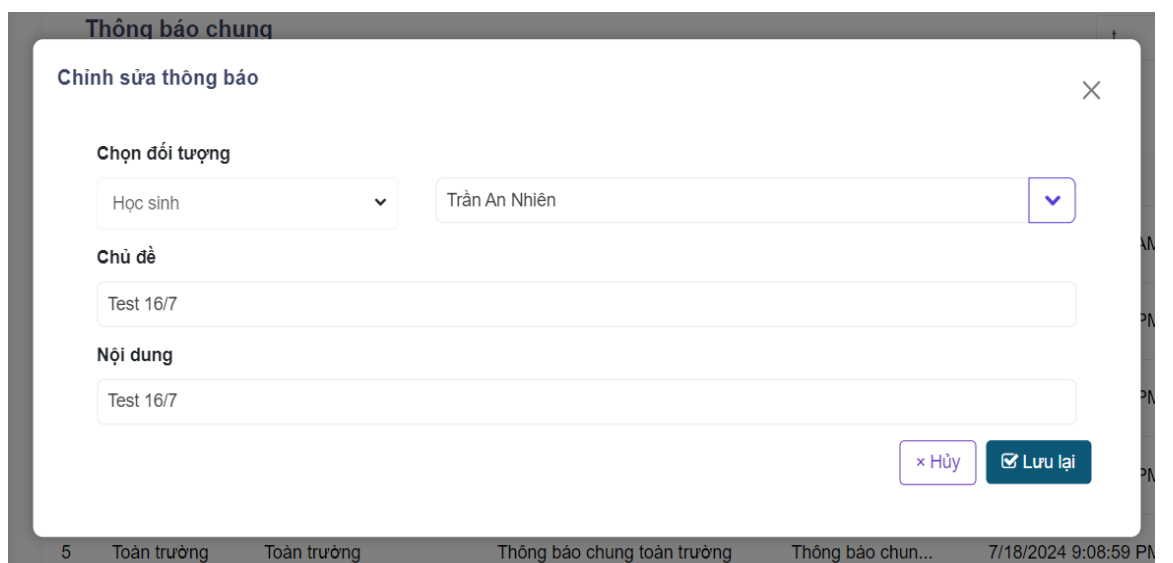 Thông báo chung
t
Chỉnh sửa thông báo
Chọn đối tượng
Học sinh Trần An Nhiên
Chủ đề
Test 16/7
Nội dung
Test 16/7
× Hủy Lưu lại
5 Toàn trường Toàn trường Thông báo chung toàn trường Thông báo chun... 7/18/2024 9:08:59 PM